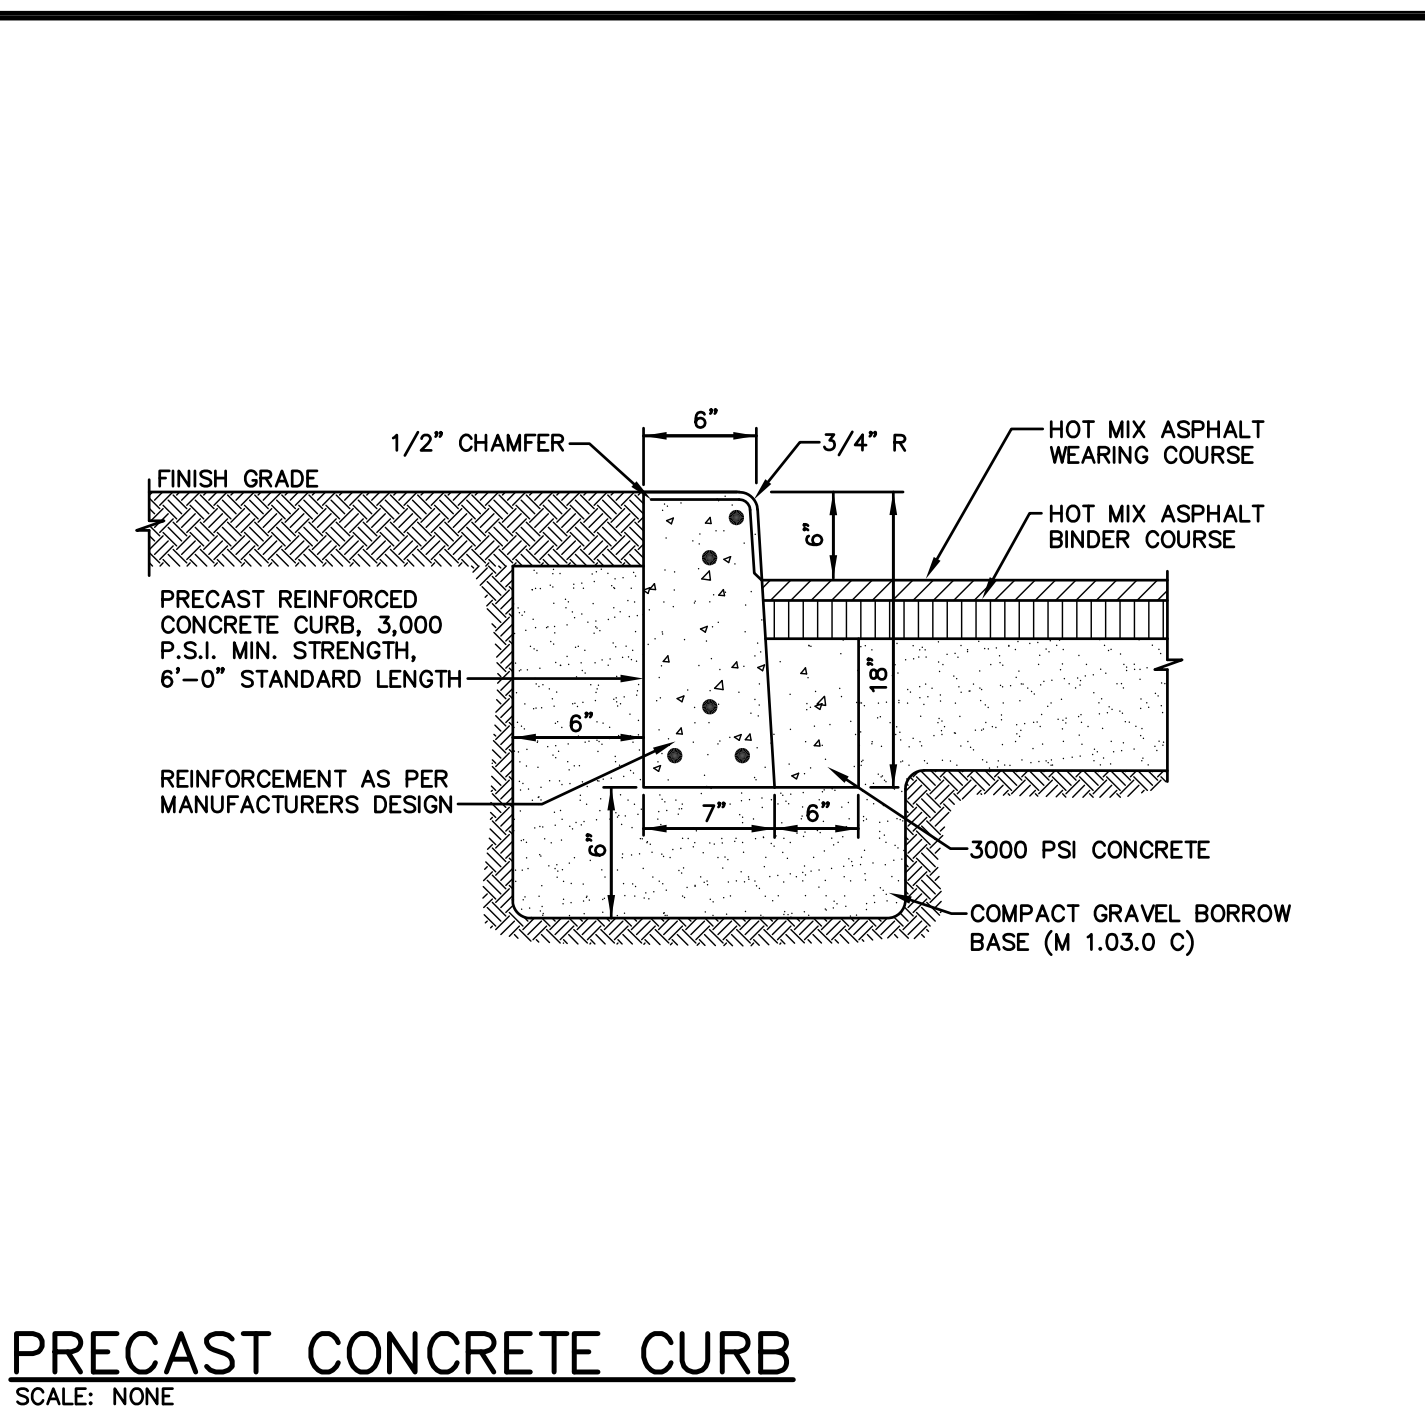 6”
1/2” CHAMFER
3/4” R
HOT MIX ASPHALT
WEARING COURSE
FINISH GRADE
HOT MIX ASPHALT
BINDER COURSE
6”
PRECAST REINFORCED
CONCRETE CURB, 3,000
P.S.I. MIN. STRENGTH,
6’–0” STANDARD LENGTH
18”
6”
REINFORCEMENT AS PER
MANUFACTURERS DESIGN
7”
6”
6”
3000 PSI CONCRETE
COMPACT GRAVEL BORROW
BASE (M 1.03.0 C)
PRECAST CONCRETE CURB
SCALE: NONE